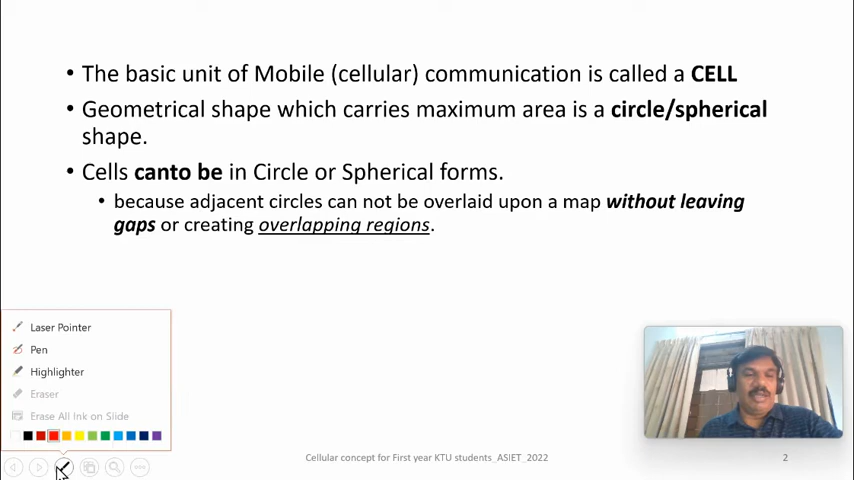 • The basic unit of Mobile (cellular) communication is called a CELL
• Geometrical shape which carries maximum area is a circle/spherical
shape.
• Cells canto be in Circle or Spherical forms.
• because adjacent circles can not be overlaid upon a map without leaving
gaps or creating overlapping regions.
Laser Pointer
Pen
Highlighter
Eraser
Erase All Ink on Slide
Cellular concept for First year KTU students_ASIET_2022
2